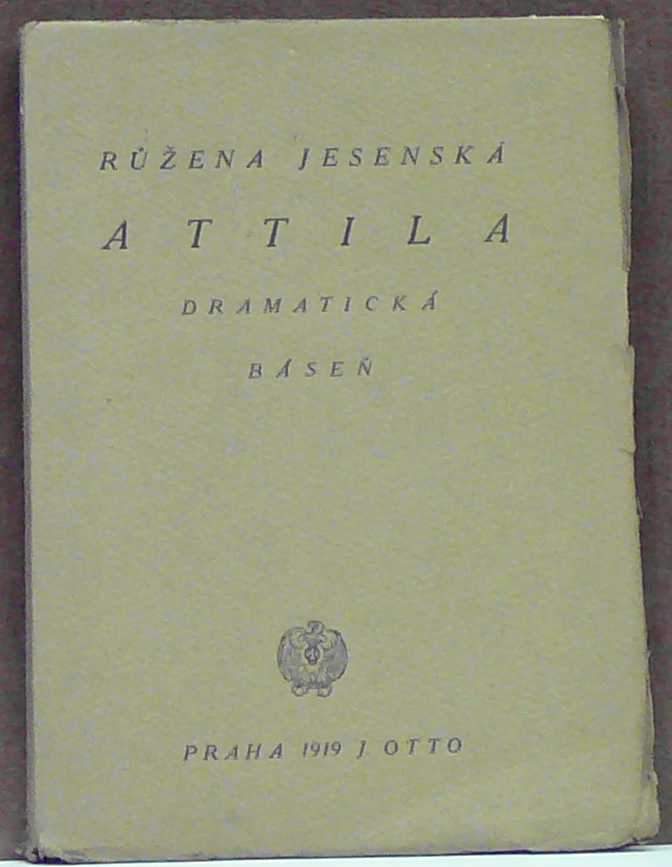 RŮŽENA JESENSKÁ
ATTILA
DRAMATICKÁ
BÁSEŇ
PRAHA 1919 J OTTO